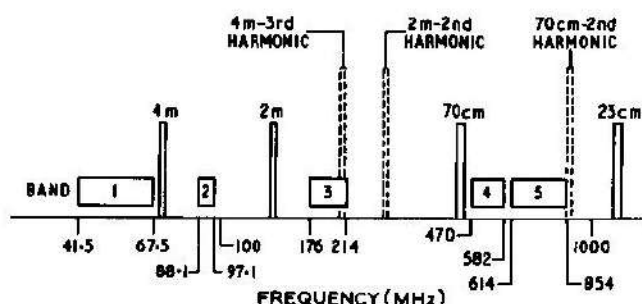 4m-3rd HARMONIC
2m-2nd HARMONIC
70cm-2nd HARMONIC
4m
2m
70cm
23cm
BAND 1 2 3 4 5
41·5 67·5 100 176 214 470 1000
88·1 97·1 582
614 854
FREQUENCY (MHz)